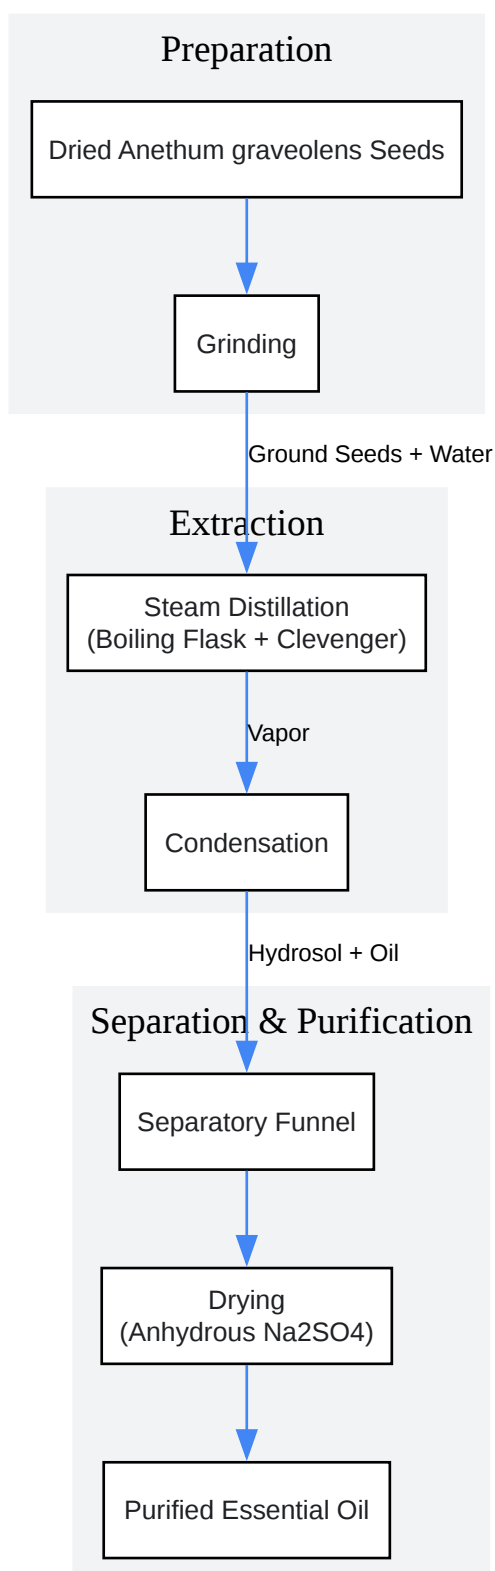 Preparation
Dried Anethum graveolens Seeds
Grinding
Ground Seeds + Water
Extraction
Steam Distillation
(Boiling Flask + Clevenger)
Vapor
Condensation
Hydrosol + Oil
Separation & Purification
Separatory Funnel
Drying
(Anhydrous Na2SO4)
Purified Essential Oil